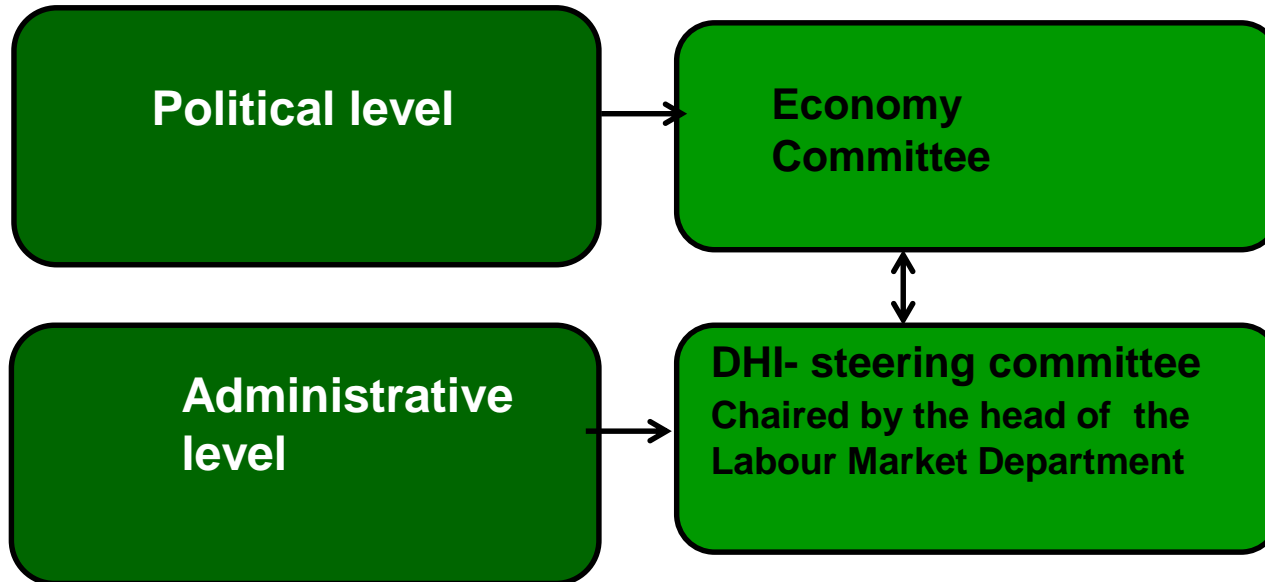 Political level
Economy
Committee
Administrative
level
DHI- steering committee
Chaired by the head of  the
Labour Market Department